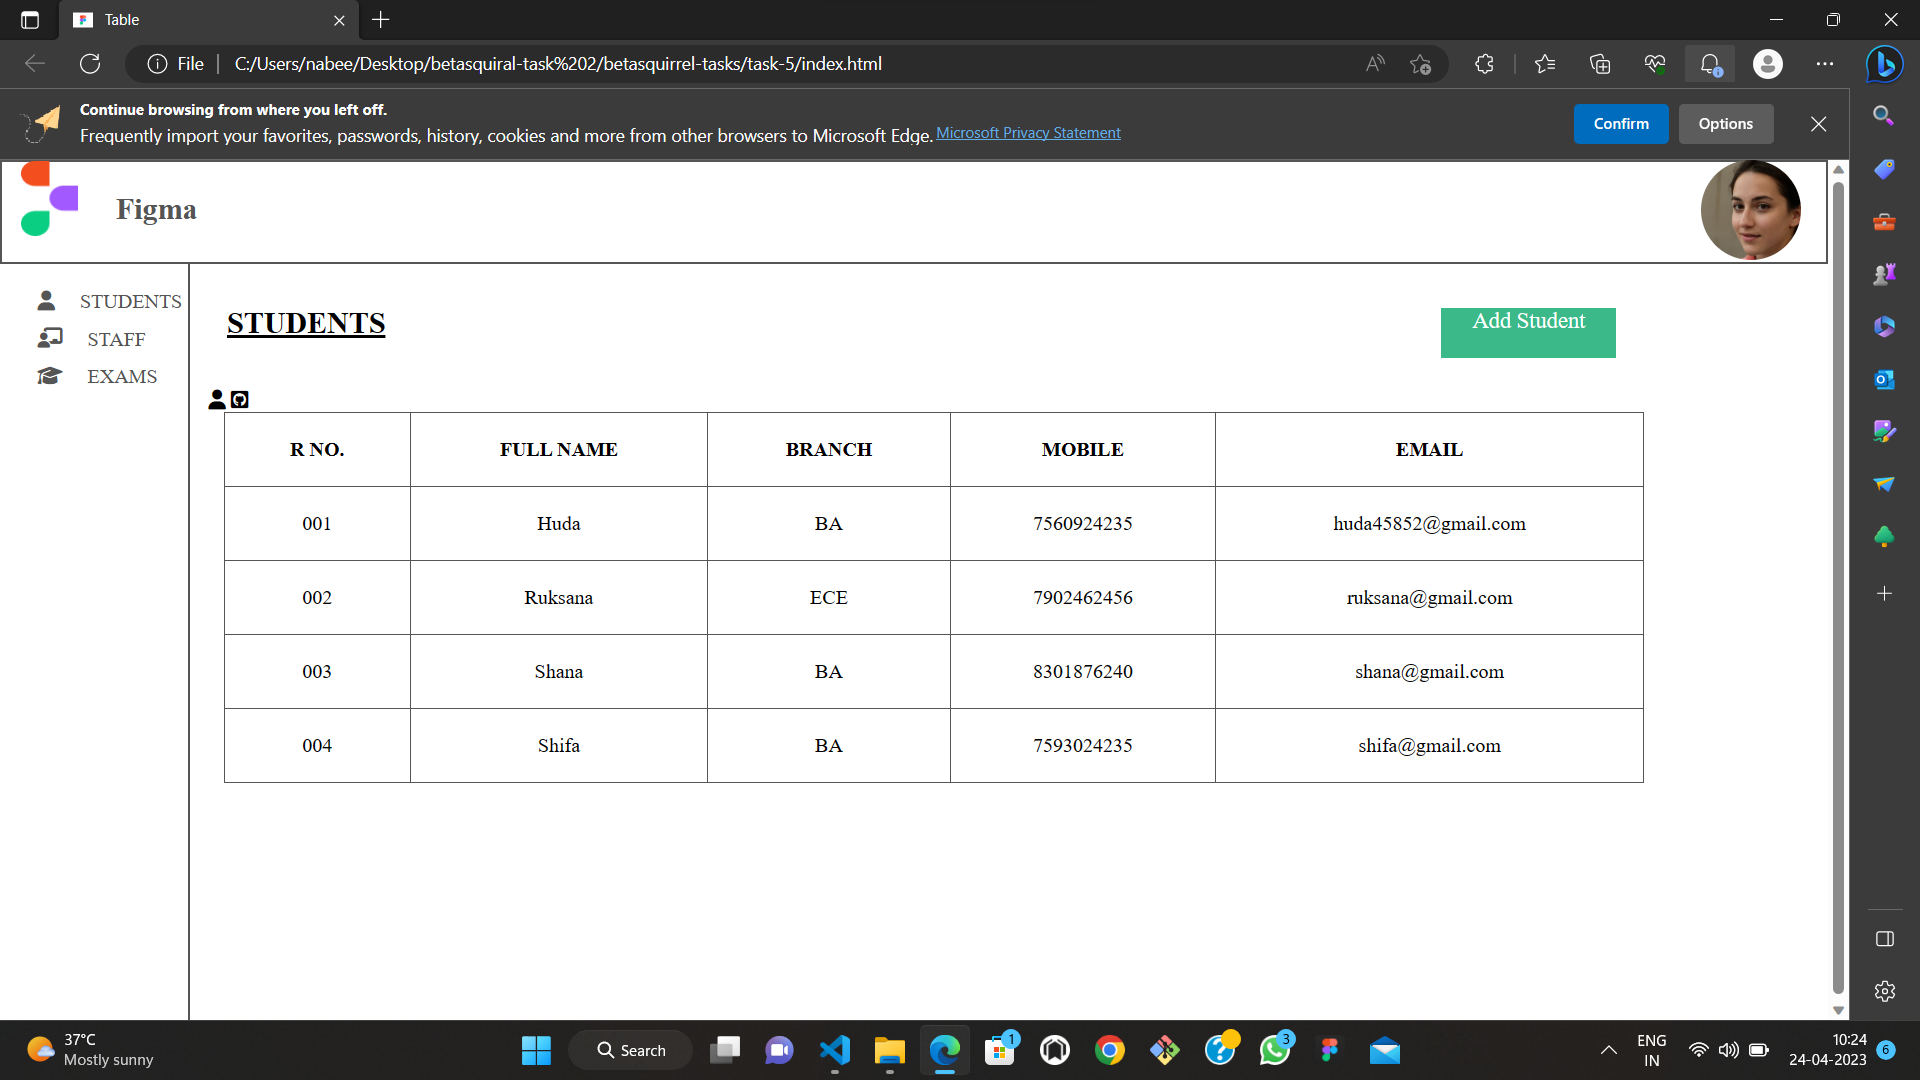 Table
File
C:/Users/nabee/Desktop/betasquiral-task%202/betasquirrel-tasks/task-5/index.html
Continue browsing from where you left off.
Frequently import your favorites, passwords, history, cookies and more from other browsers to Microsoft Edge. Microsoft Privacy Statement
Confirm
Options
Figma
STUDENTS
STAFF
EXAMS
STUDENTS
Add Student
R NO. FULL NAME BRANCH MOBILE EMAIL
001 Huda BA 7560924235 huda45852@gmail.com
002 Ruksana ECE 7902462456 ruksana@gmail.com
003 Shana BA 8301876240 shana@gmail.com
004 Shifa BA 7593024235 shifa@gmail.com
37°C
Mostly sunny
Search
1
3
ENG
IN
10:24
24-04-2023
6